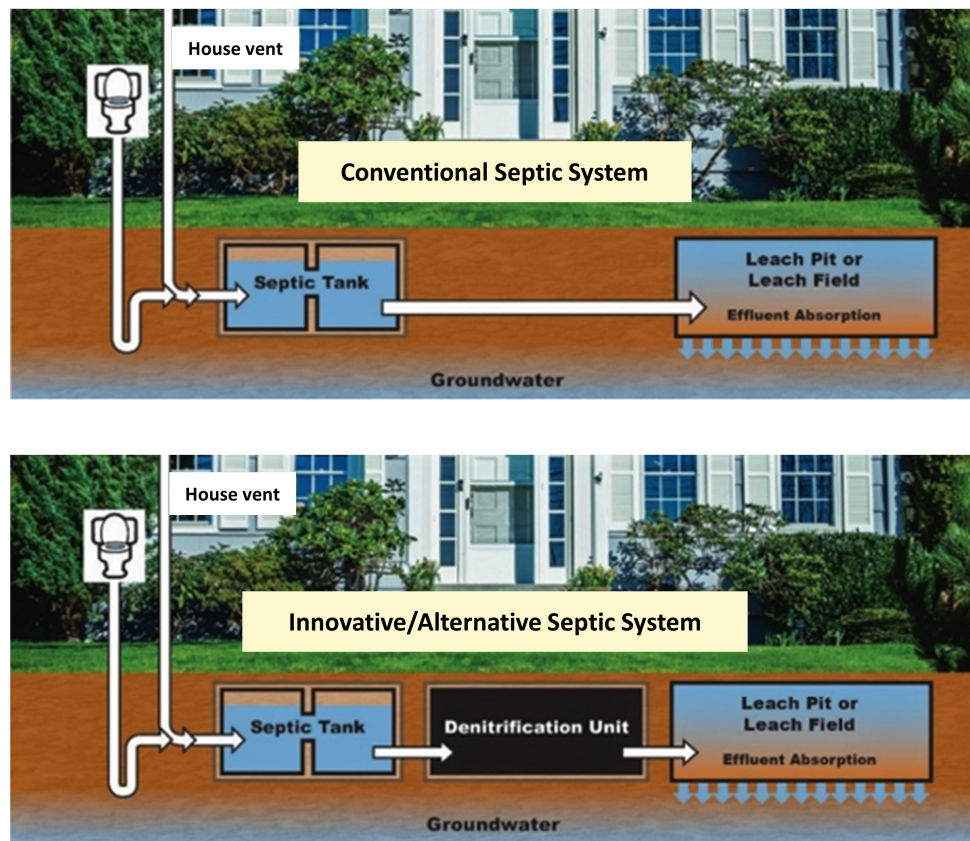 House vent
Conventional Septic System
Septic Tank
Leach Pit or
Leach Field
Effluent Absorption
Groundwater
House vent
Innovative/Alternative Septic System
Septic Tank
Denitrification Unit
Leach Pit or
Leach Field
Effluent Absorption
Groundwater